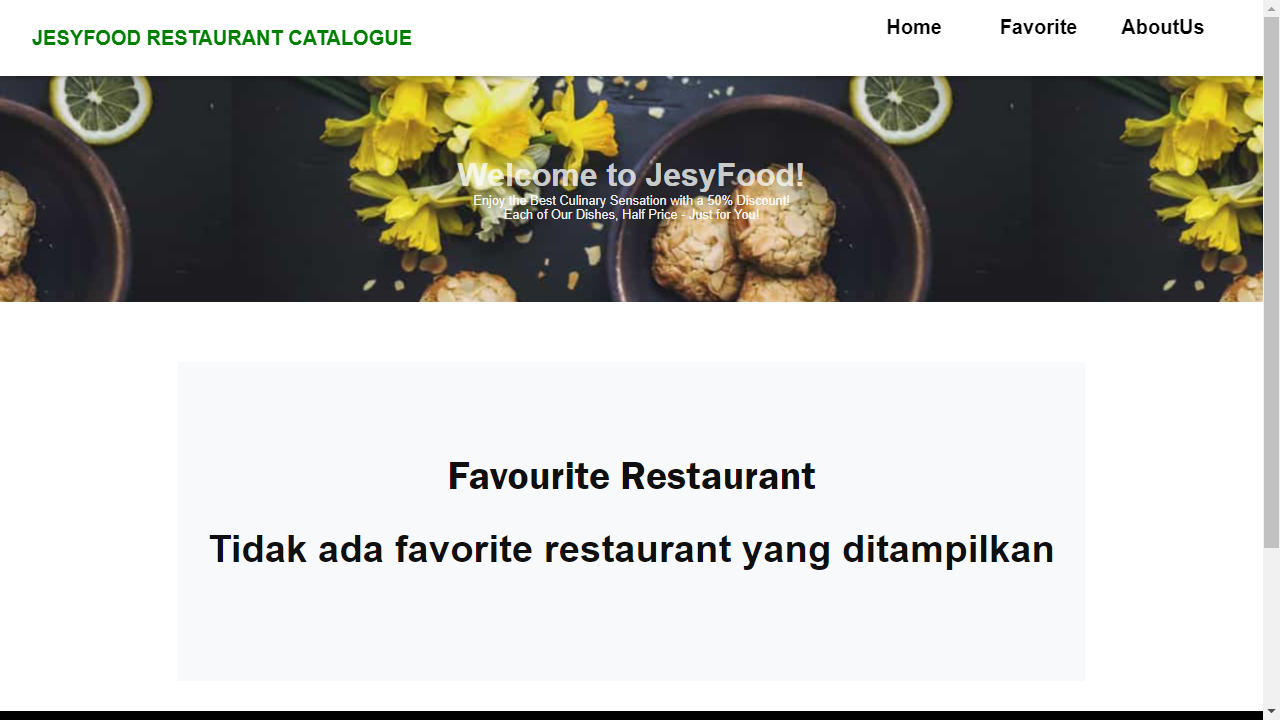 JESYFOOD RESTAURANT CATALOGUE
Home Favorite AboutUs
Welcome to JesyFood!
Enjoy the Best Culinary Sensation with a 50% Discount!
Each of Our Dishes, Half Price - Just for You!
Favourite Restaurant
Tidak ada favorite restaurant yang ditampilkan